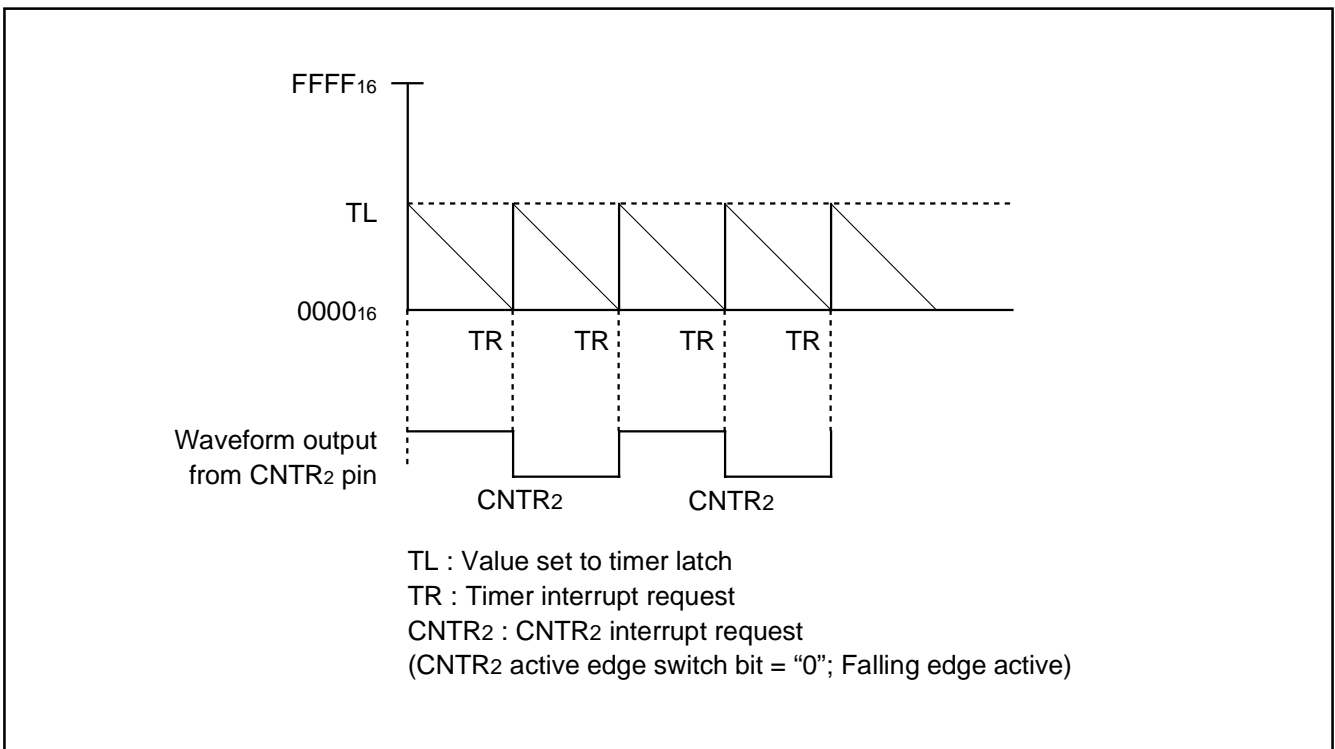 FFFF16
TL
000016
TR TR TR TR
Waveform output
from CNTR2 pin
CNTR2 CNTR2
TL : Value set to timer latch
TR : Timer interrupt request
CNTR2 : CNTR2 interrupt request
(CNTR2 active edge switch bit = “0”; Falling edge active)